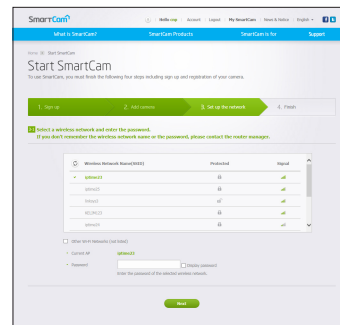 SmartCam
Hello cep | Account | Logout | My SmartCam | News & Notice | English
What is SmartCam? SmartCam Products SmartCam is for Support
Home Start SmartCam
Start SmartCam
To use SmartCam, you must finish the following four steps including sign up and registration of your camera.
1. Sign up 2. Add camera 3. Set up the network 4. Finish
Select a wireless network and enter the password.
If you don't remember the wireless network name or the password, please contact the router manager.
Wireless Network Name(SSID) Protected Signal
Other Wi-Fi Networks (not listed)
Current AP
Password Display password
Enter the password of the selected wireless network.
Next